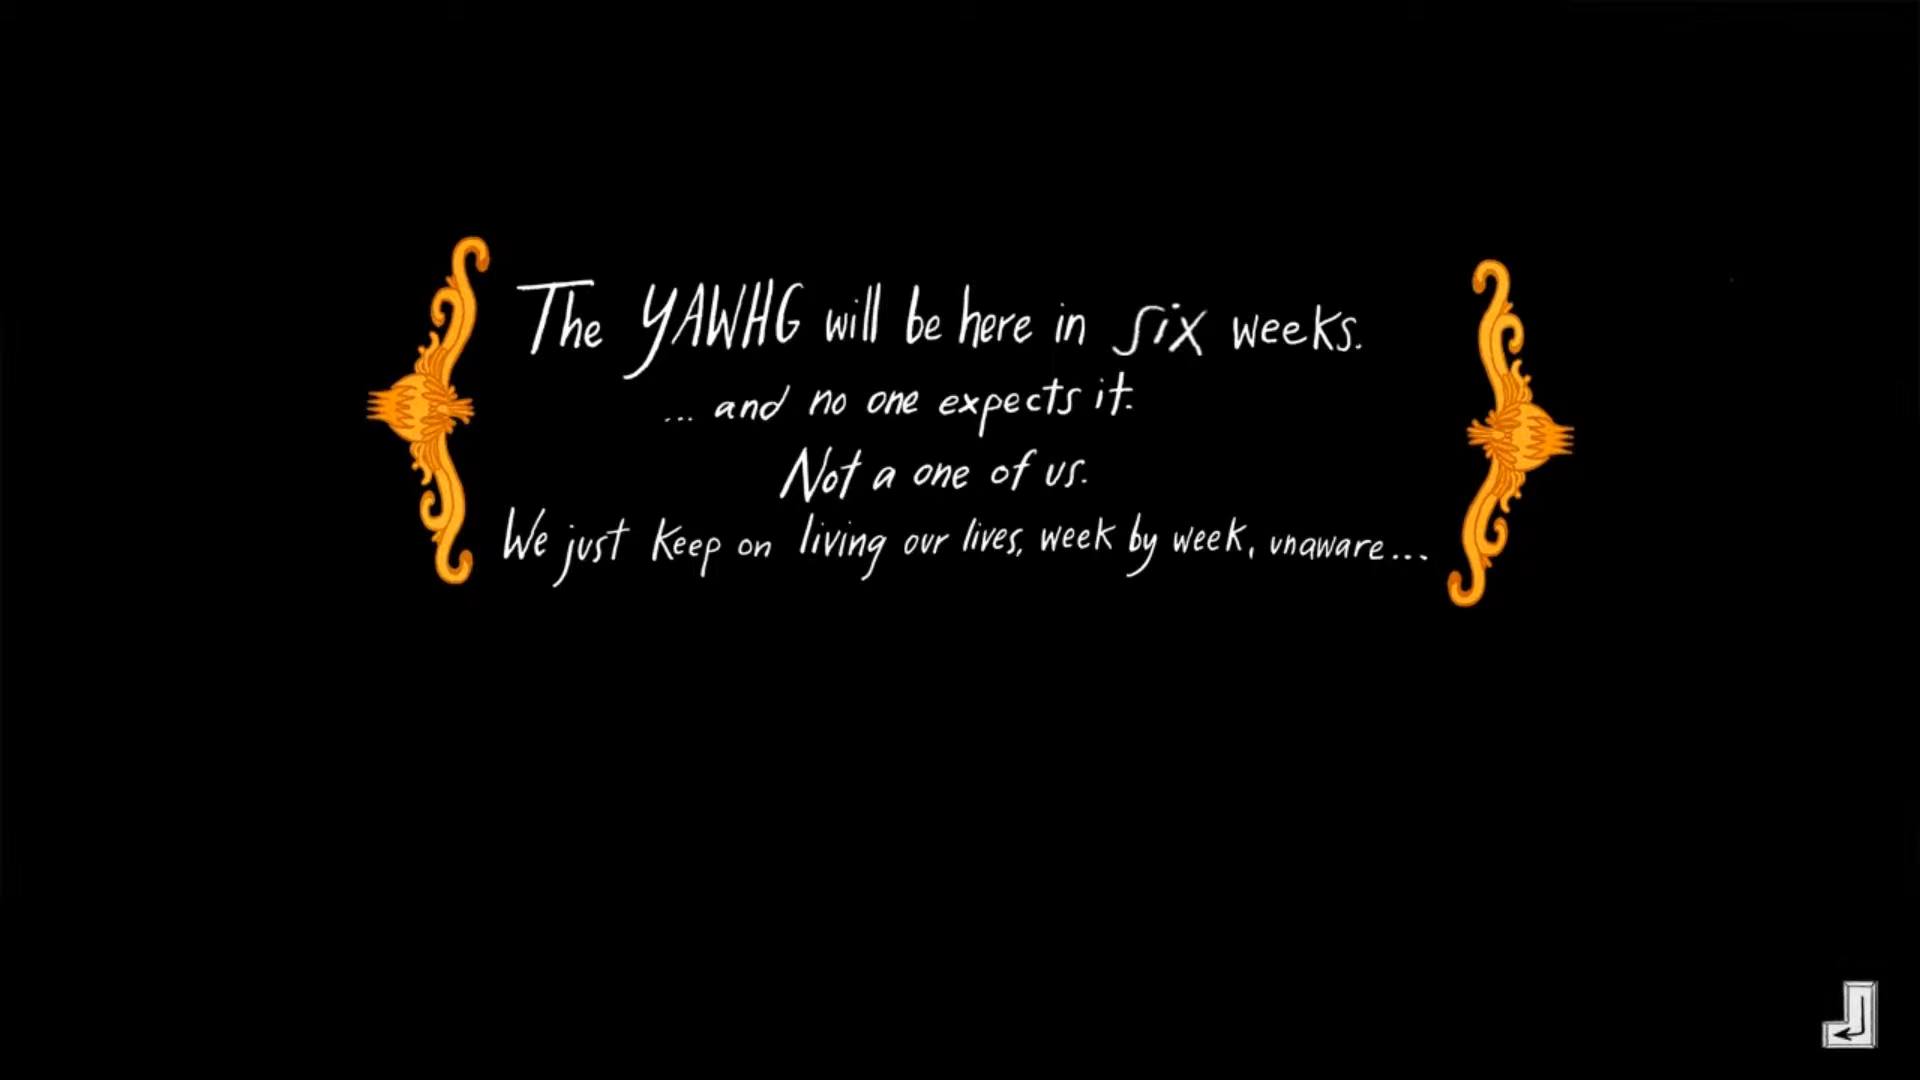 The YAWHG will be here in six weeks.
... and no one expects it.
Not a one of us.
We just keep on living our lives, week by week, unaware...